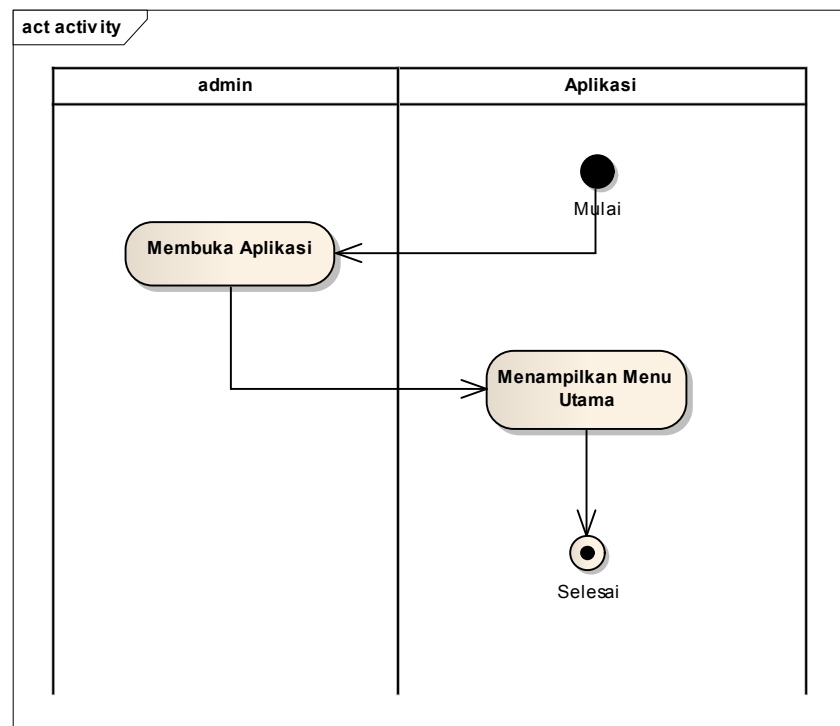 act activity
admin
Aplikasi
Mulai
Membuka Aplikasi
Menampilkan Menu
Utama
Selesai